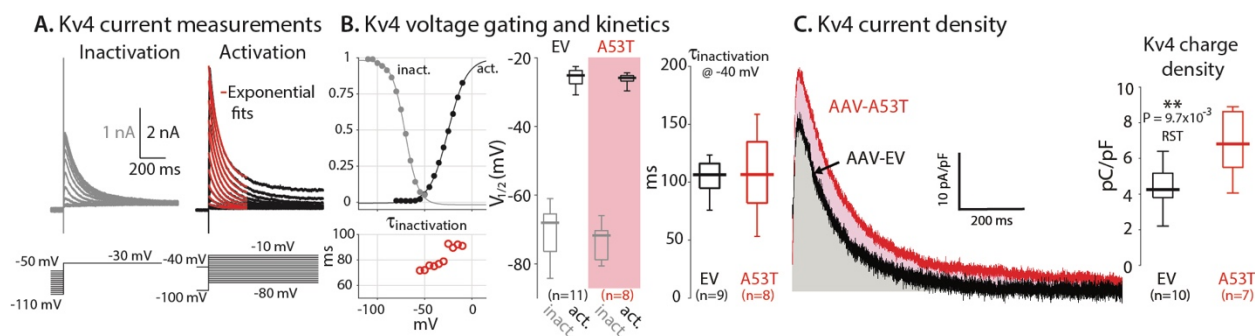 A. Kv4 current measurements
Inactivation
Activation
-Exponential
fits
1 nA
2 nA
200 ms
-50 mV
-110 mV
-30 mV
-10 mV
-40 mV
-100 mV
-80 mV
B. Kv4 voltage gating and kinetics
inact.
act.
1
0.75
0.5
0.25
0
τinactivation
100
80
60
ms
-100
-50
0
mV
EV
A53T
-20
-40
-60
-80
V1/2(mV)
(n=11)
(n=8)
inact.
act.
inact.
act.
τinactivation
@ -40 mV
200
150
100
50
0
ms
EV
(n=9)
A53T
(n=8)
C. Kv4 current density
AAV-A53T
AAV-EV
10 pA/pF
200 ms
Kv4 charge
density
10
8
6
4
2
0
pC/pF
**
P = 9.7x10-3
RST
EV
(n=10)
A53T
(n=7)